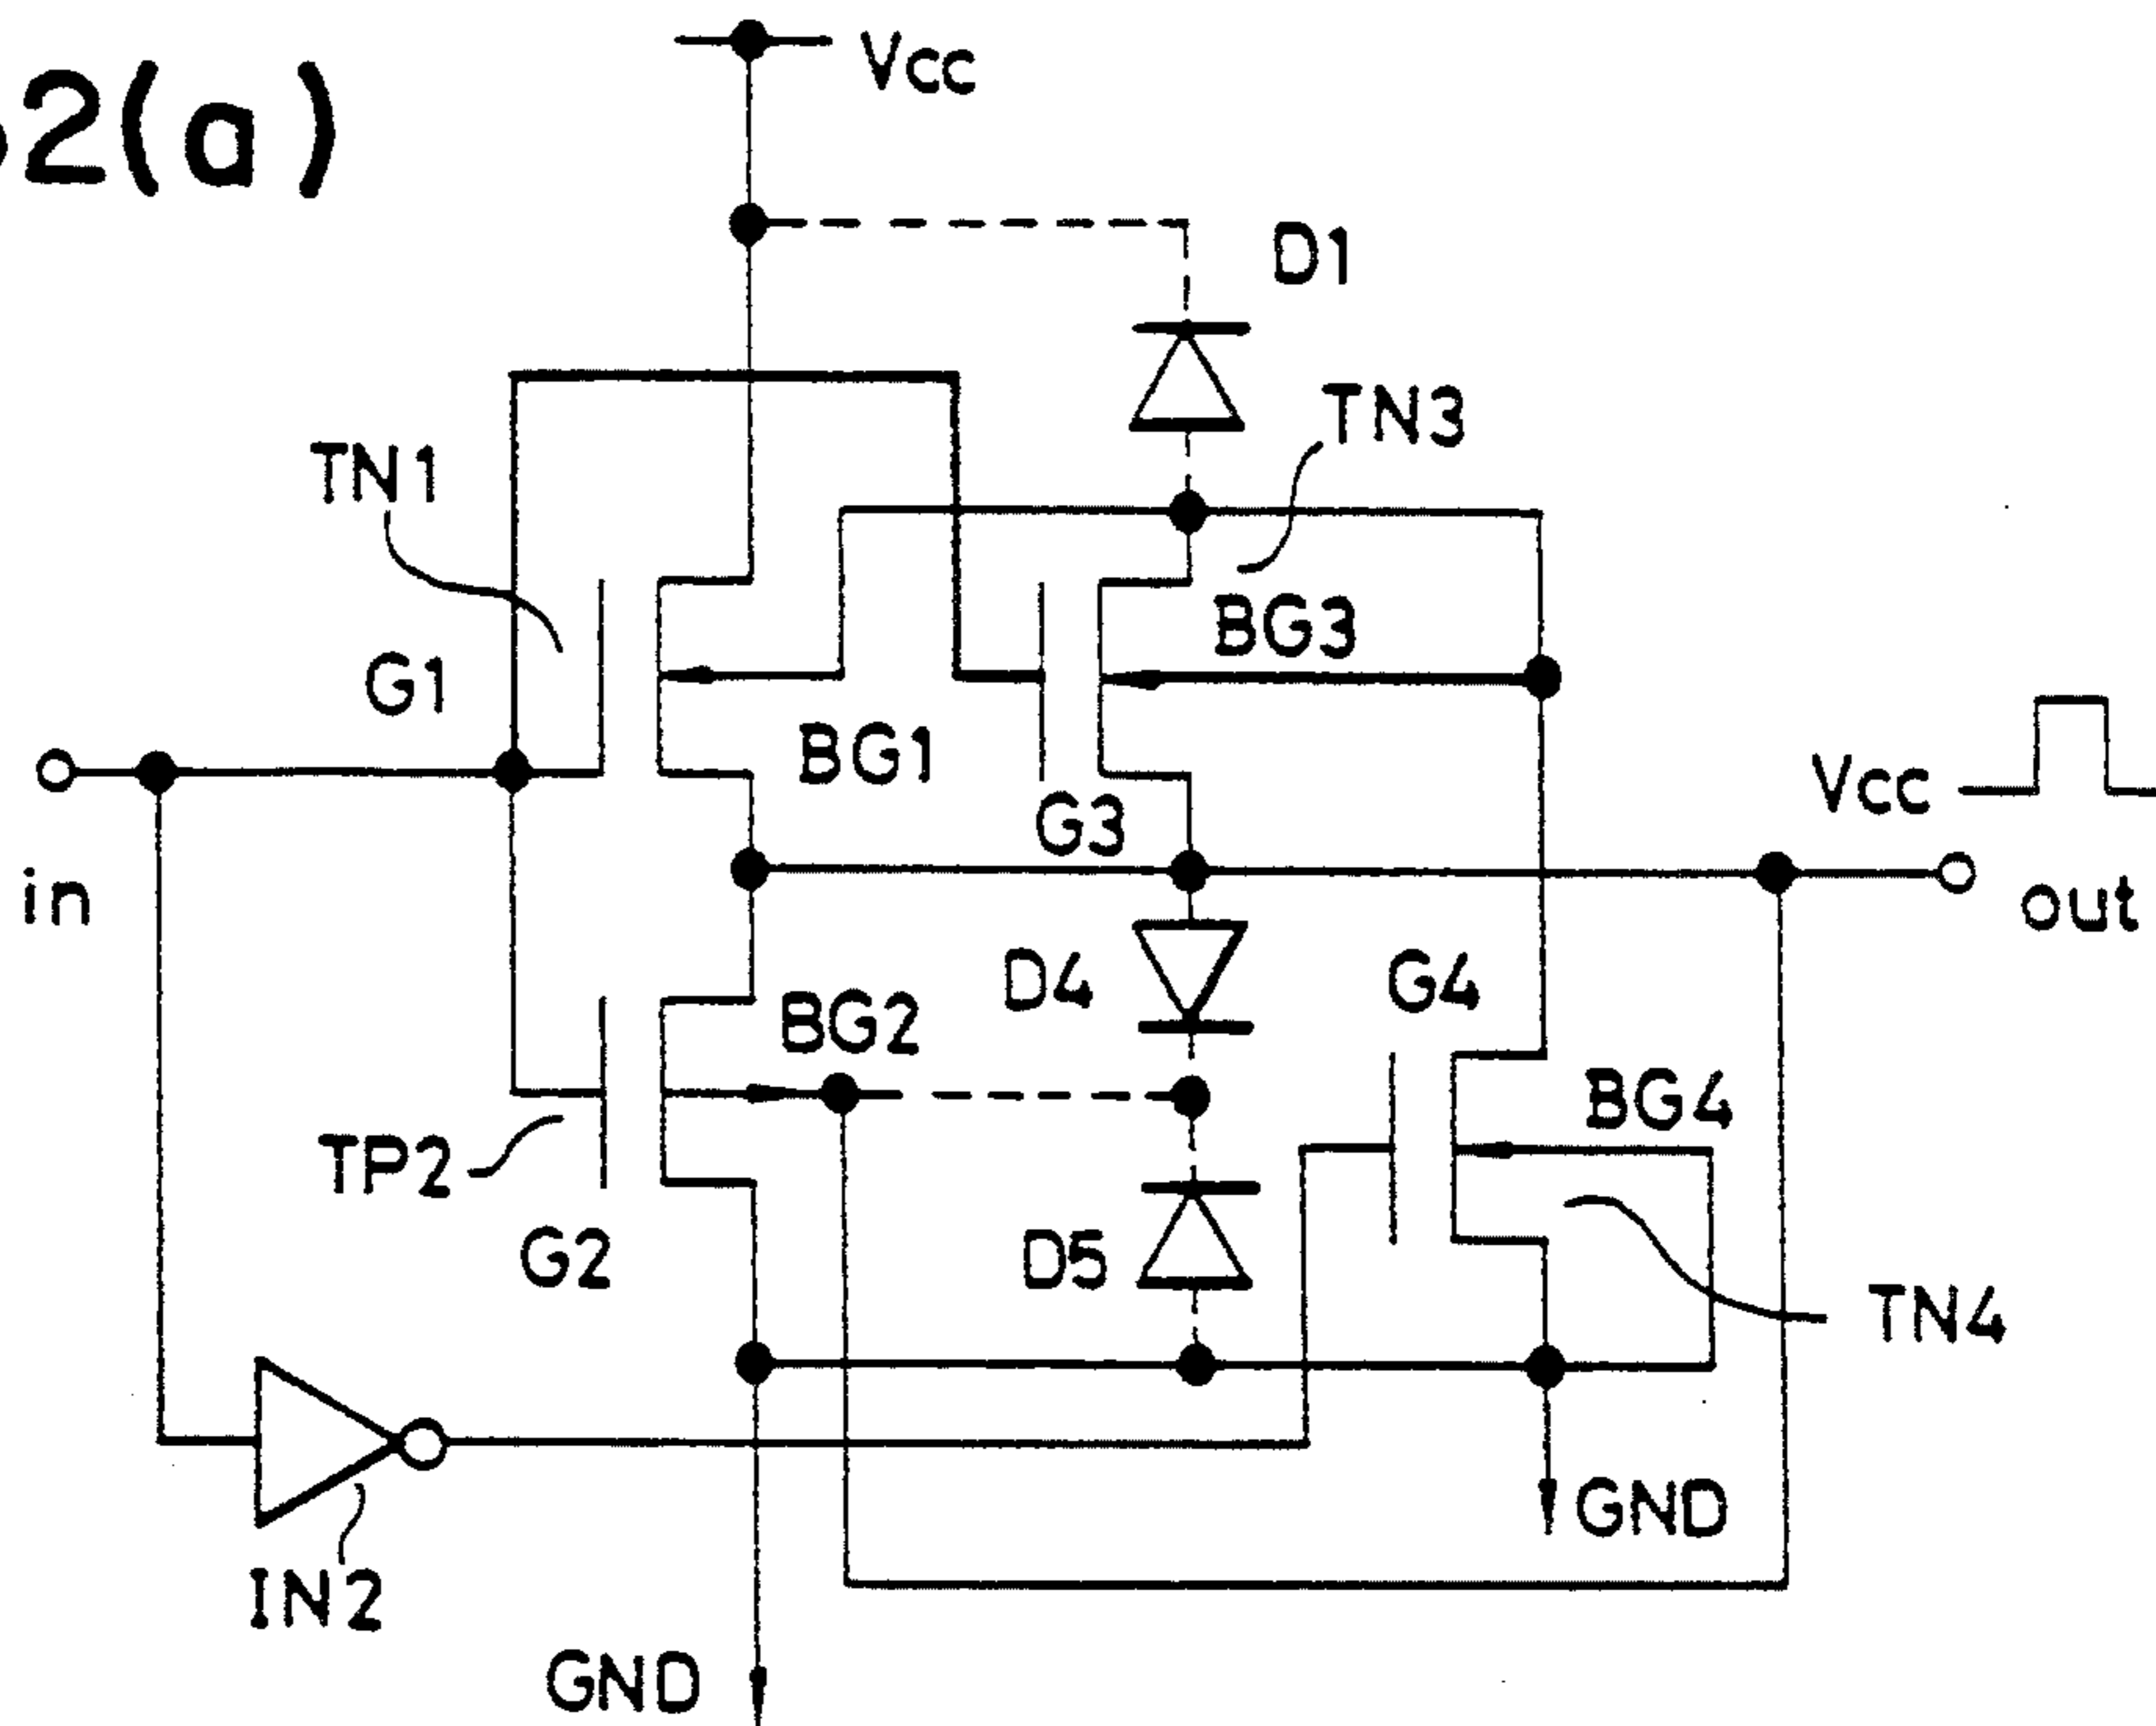 2(a)
Vcc
D1
TN3
TN1
BG3
G1
BG1
Vcc
G3
in
out
D4
G4
BG2
BG4
TP2
D5
G2
TN4
GND
IN2
GND